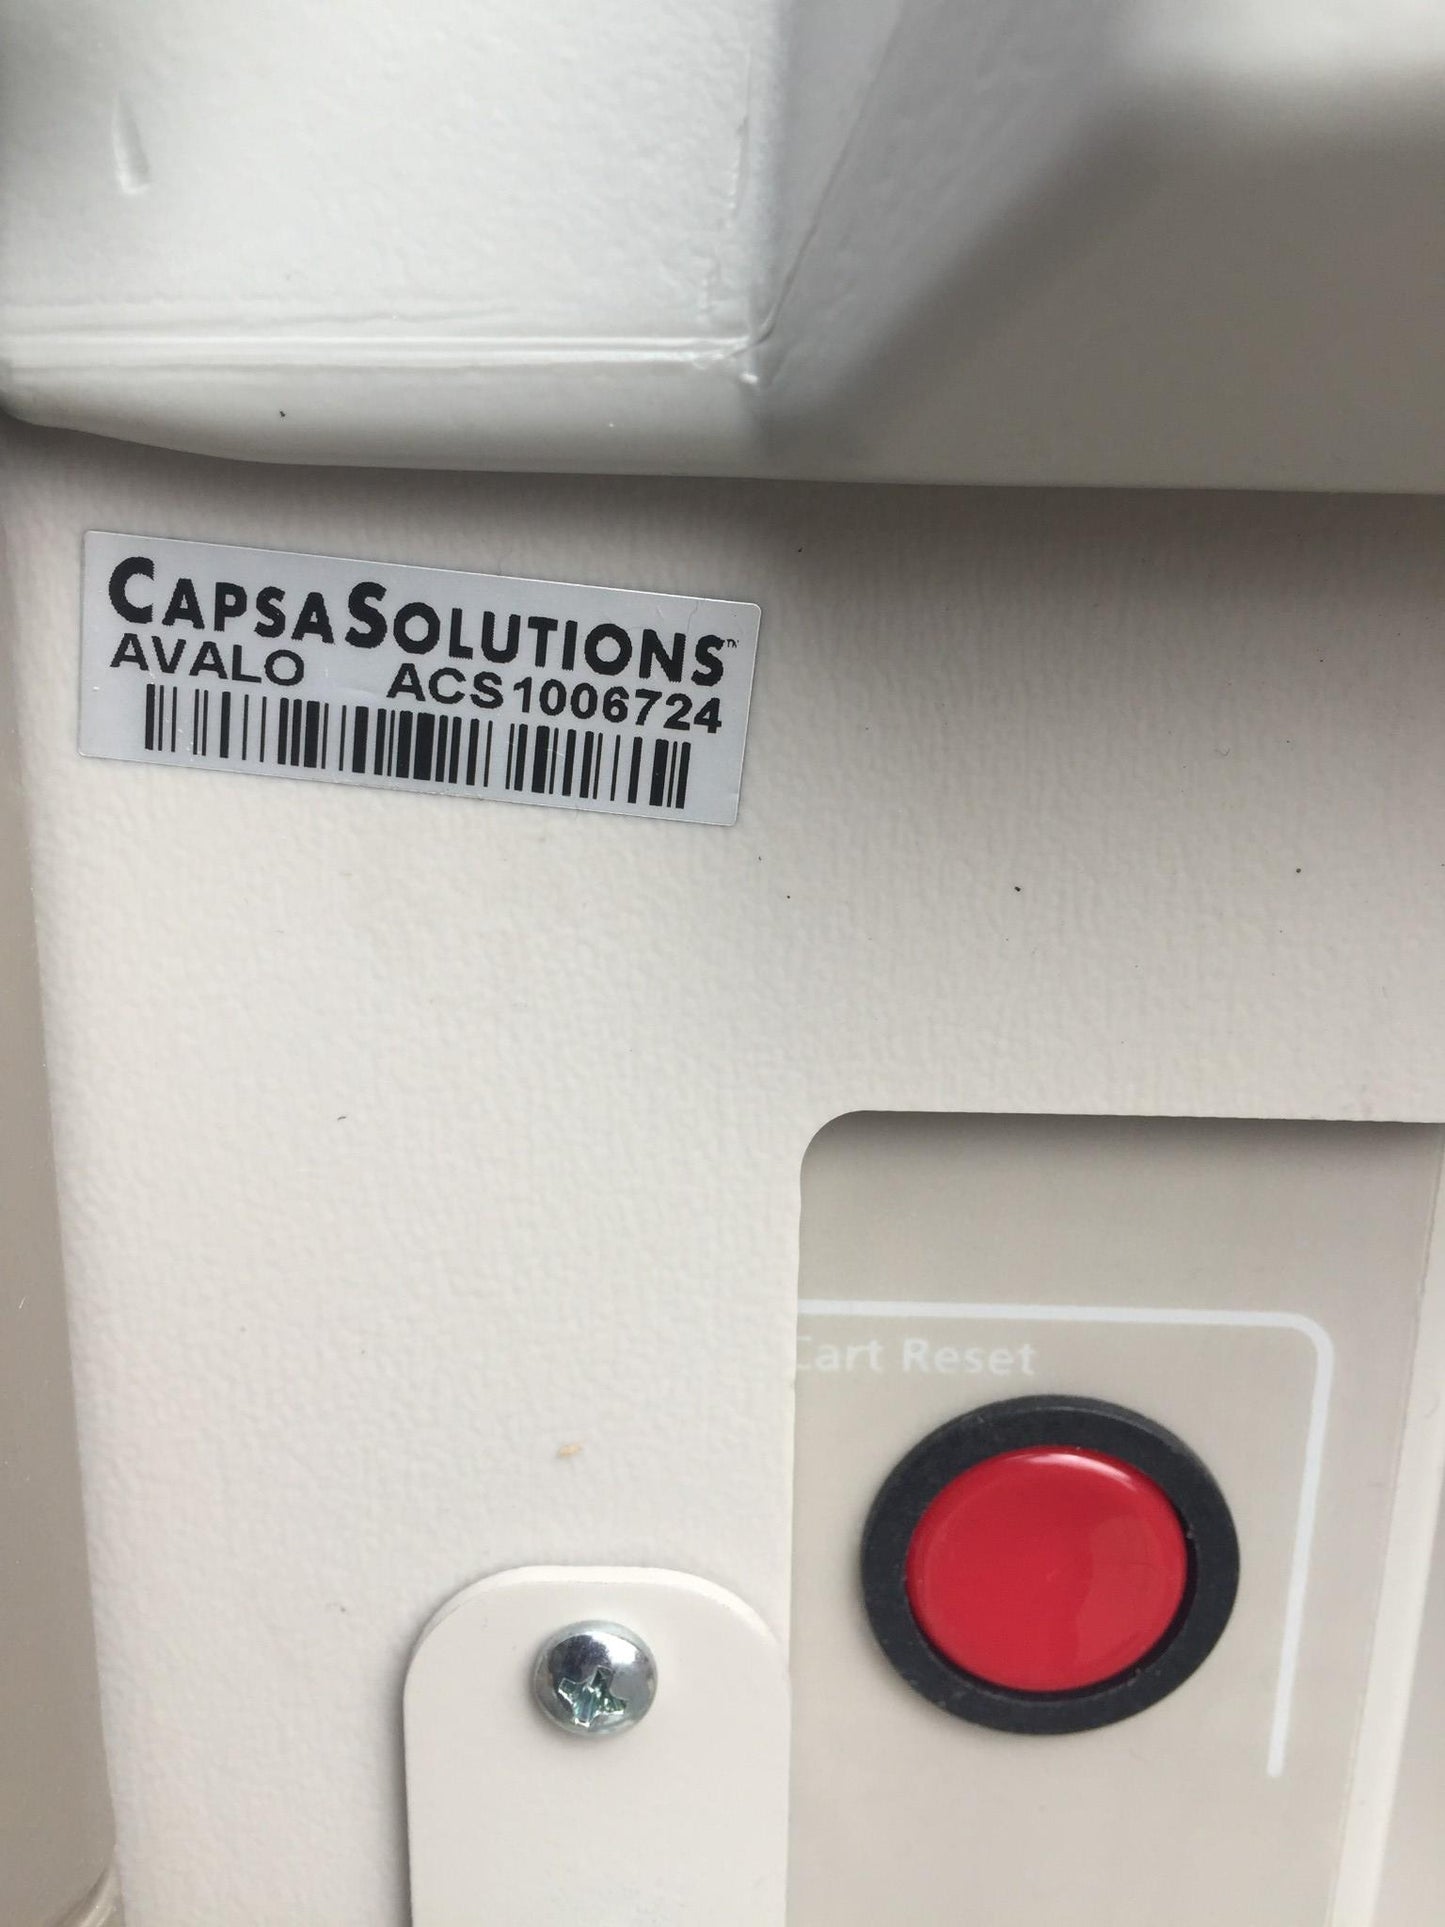 CAPSASOLUTIONS™
AVALO ACS1006724
Cart Reset